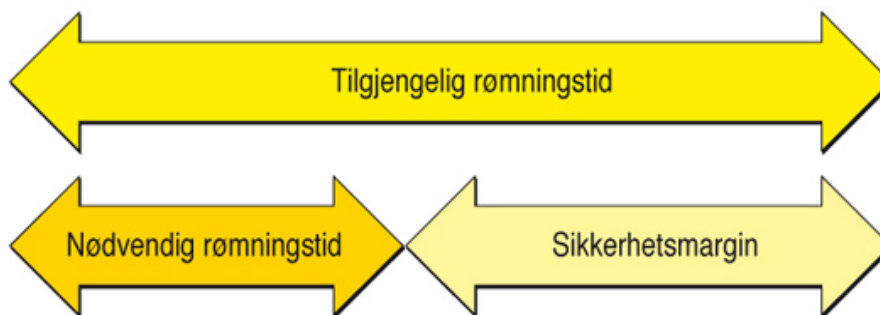 Tilgjengelig rømningstid
Nødvendig rømningstid
Sikkerhetsmargin